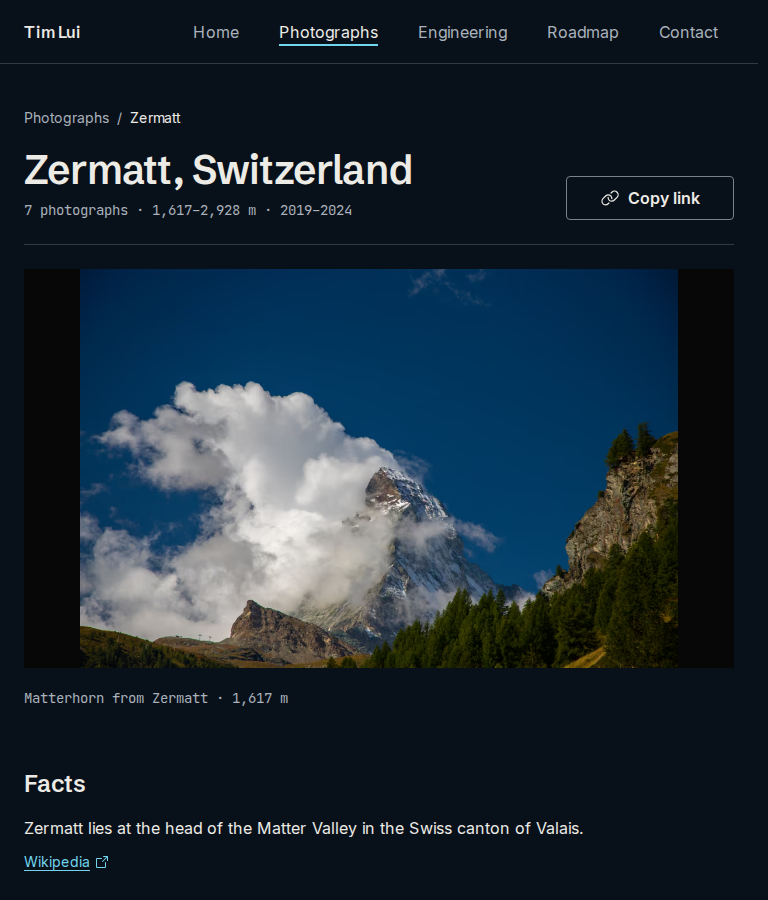 Tim Lui
Home Photographs Engineering Roadmap Contact
Photographs / Zermatt
Zermatt, Switzerland
7 photographs · 1,617–2,928 m · 2019–2024
Copy link
Matterhorn from Zermatt · 1,617 m
Facts
Zermatt lies at the head of the Matter Valley in the Swiss canton of Valais.
Wikipedia